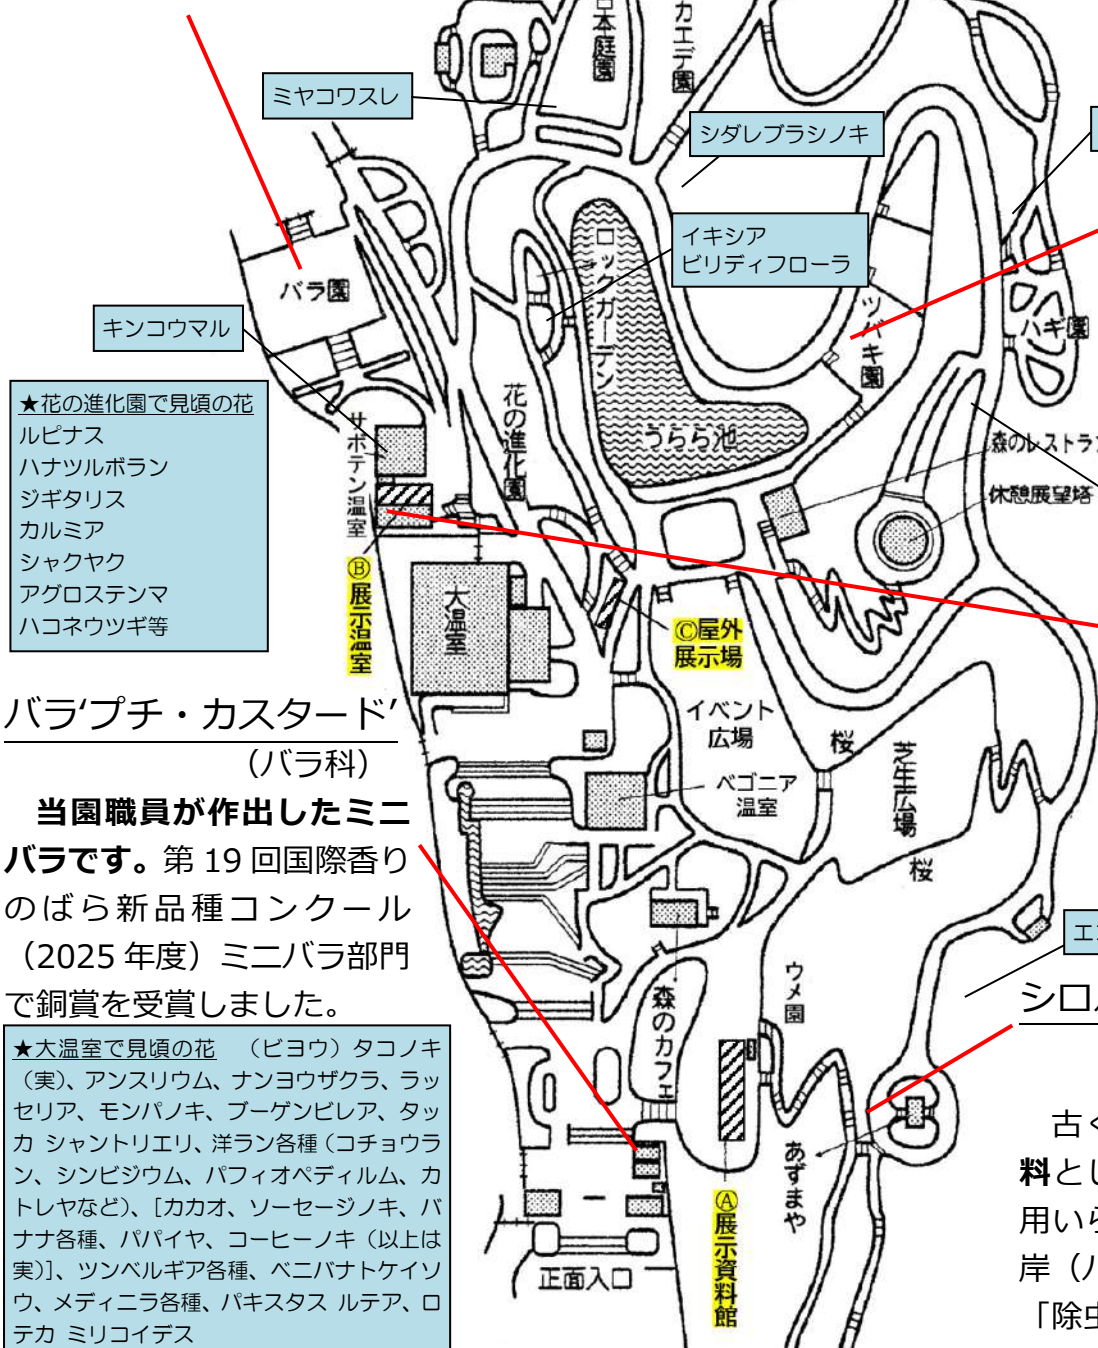 日本庭園
カエデ園
ミヤコワスレ
シダレブラシノキ
イキシア
ビリディフローラ
ロックガーデン
バラ園
ツバキ園
ハギ園
キンコウマル
★花の進化園で見頃の花
ルピナス
ハナツルボラン
ジギタリス
カルミア
シャクヤク
アグロステンマ
ハコネウツギ等
サボテン温室
花の進化園
うらら池
森のレストラン
休憩展望塔
Ⓑ展示温室
大温室
Ⓒ屋外
展示場
イベント
広場
桜
芝生広場
ベゴニア
温室
桜
バラ‘プチ・カスタード’
（バラ科）
当園職員が作出したミニ
バラです。第 19 回国際香り
のばら新品種コンクール
（2025 年度）ミニバラ部門
で銅賞を受賞しました。
ウメ園
森のカフェ
エ
シロ
★大温室で見頃の花　（ビヨウ）タコノキ
（実）、アンスリウム、ナンヨウザクラ、ラッ
セリア、モンパノキ、ブーゲンビレア、タッ
カ シャントリエリ、洋ラン各種（コチョウラ
ン、シンビジウム、パフィオペディルム、カ
トレヤなど）、[カカオ、ソーセージノキ、バ
ナナ各種、パパイヤ、コーヒーノキ（以上は
実）]、ツンベルギア各種、ベニバナトケイソ
ウ、メディニラ各種、パキスタス ルテア、ロ
テカ ミリコイデス
あずまや
Ⓐ展示資料館
正面入口
古く
料とし
用いら
岸（バ
「除虫